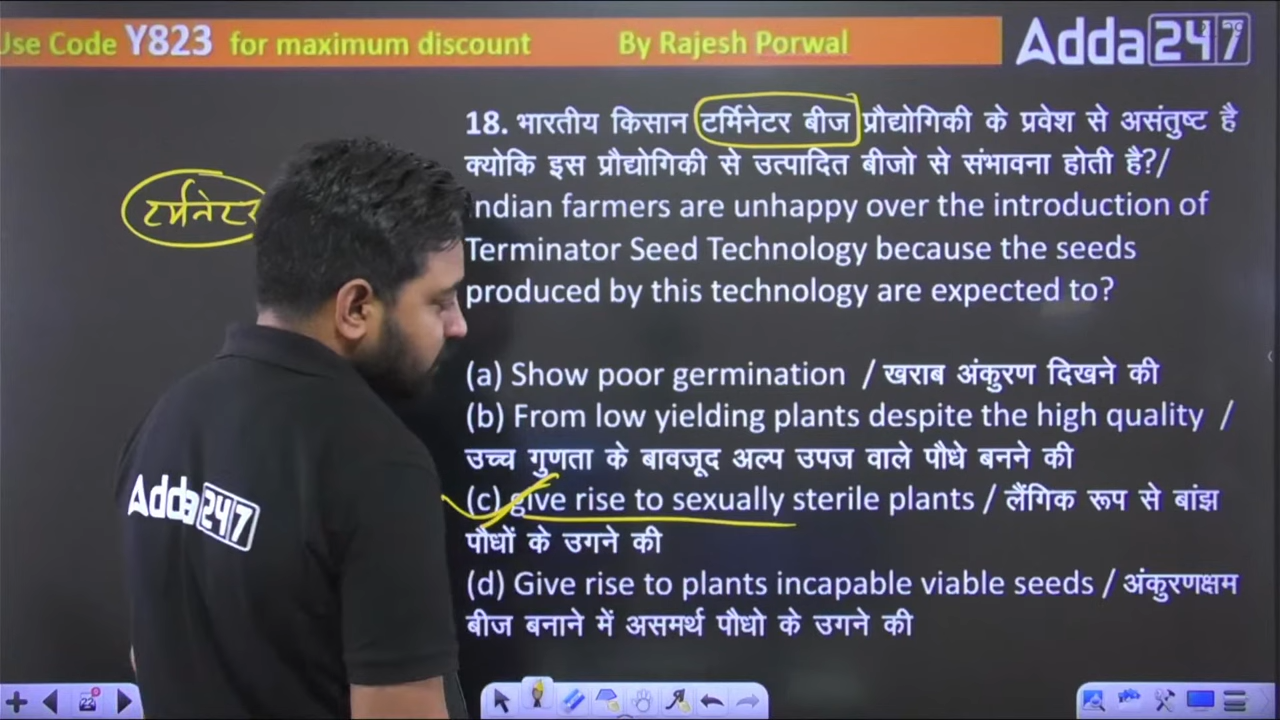 Use Code Y823 for maximum discount By Rajesh Porwal
Adda247
18. भारतीय किसान टर्मिनेटर बीज प्रौद्योगिकी के प्रवेश से असंतुष्ट है
क्योकि इस प्रौद्योगिकी से उत्पादित बीजो से संभावना होती है?/
Indian farmers are unhappy over the introduction of
Terminator Seed Technology because the seeds
produced by this technology are expected to?
(a) Show poor germination / खराब अंकुरण दिखने की
(b) From low yielding plants despite the high quality /
उच्च गुणता के बावजूद अल्प उपज वाले पौधे बनने की
(c) give rise to sexually sterile plants / लैंगिक रूप से बांझ
पौधों के उगने की
(d) Give rise to plants incapable viable seeds / अंकुरणक्षम
बीज बनाने में असमर्थ पौधो के उगने की
Adda247
22